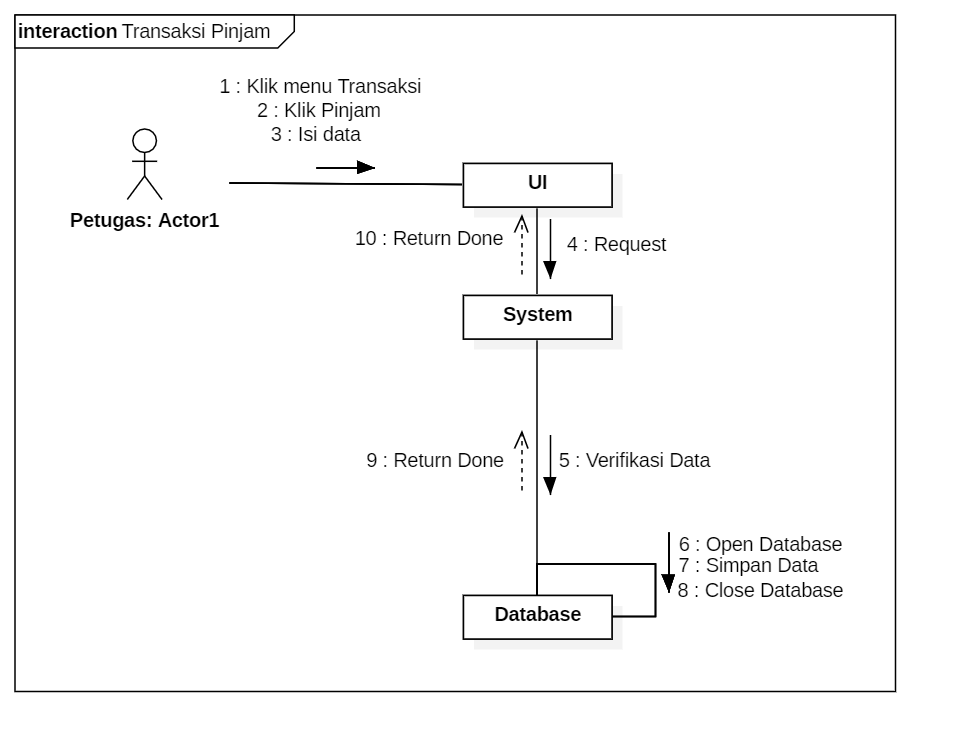 interaction Transaksi Pinjam
1 : Klik menu Transaksi
2 : Klik Pinjam
3 : Isi data
Petugas: Actor1
UI
10 : Return Done
4 : Request
System
9 : Return Done
5 : Verifikasi Data
6 : Open Database
7 : Simpan Data
8 : Close Database
Database